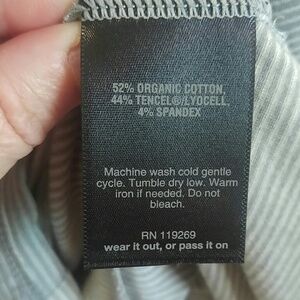 52% ORGANIC COTTON,
44% TENCEL®/LYOCELL,
4% SPANDEX
Machine wash cold gentle
cycle. Tumble dry low. Warm
iron if needed. Do not
bleach.
RN 119269
wear it out, or pass it on